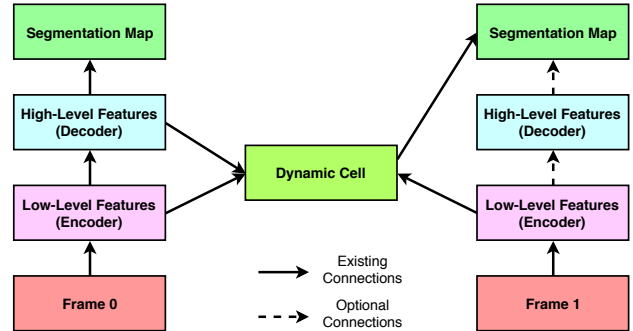 Segmentation Map
High-Level Features
(Decoder)
Low-Level Features
(Encoder)
Frame 0
Dynamic Cell
Existing
Connections
Optional
Connections
Segmentation Map
High-Level Features
(Decoder)
Low-Level Features
(Encoder)
Frame 1